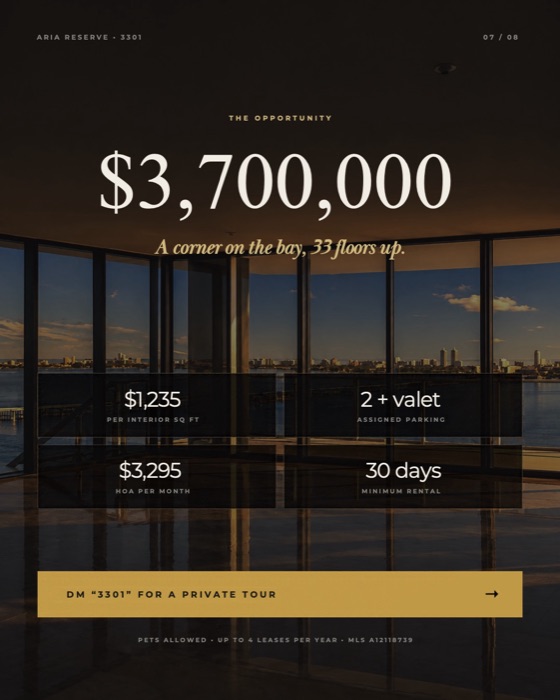 ARIA RESERVE • 3301
07 / 08
THE OPPORTUNITY
$3,700,000
A corner on the bay, 33 floors up.
$1,235
PER INTERIOR SQ FT
2 + valet
ASSIGNED PARKING
$3,295
HOA PER MONTH
30 days
MINIMUM RENTAL
DM “3301” FOR A PRIVATE TOUR →
PETS ALLOWED • UP TO 4 LEASES PER YEAR • MLS A12118739